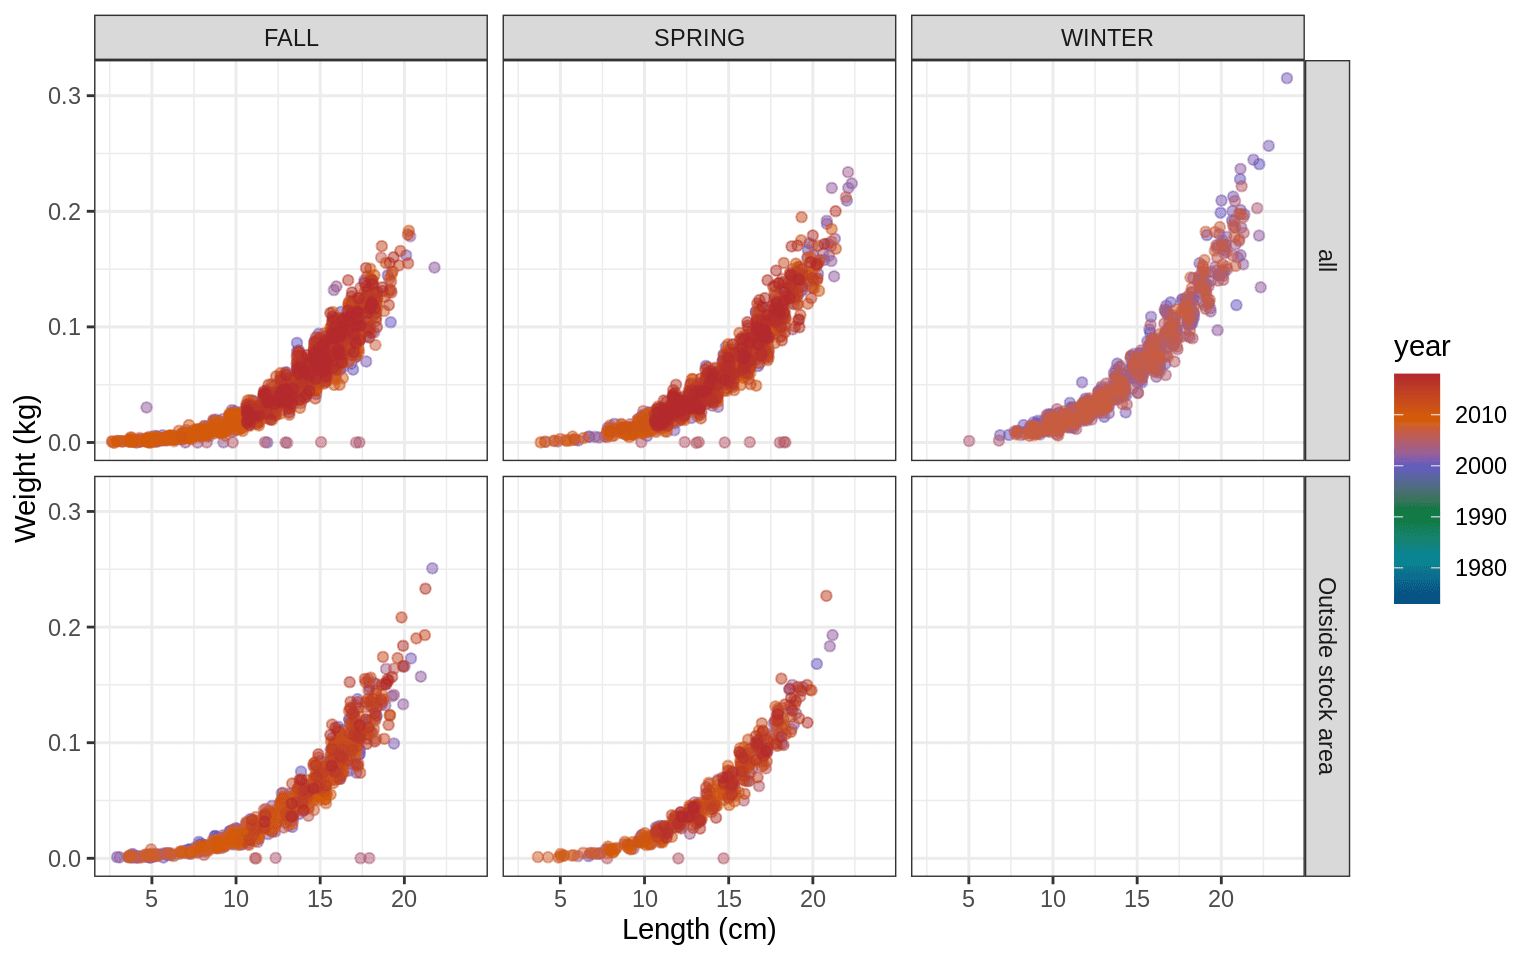 FALL
SPRING
WINTER
0.3
0.2
0.1
0.0
all
0.3
0.2
0.1
0.0
Outside stock area
Weight (kg)
5 10 15 20
5 10 15 20
5 10 15 20
Length (cm)
year
2010
2000
1990
1980